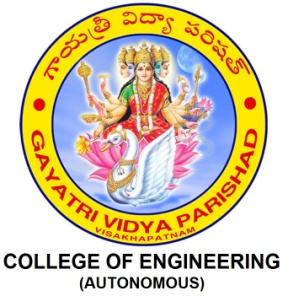 గాయత్రీ విద్యా పరిషత్
GAYATRI VIDYA PARISHAD
VISAKHAPATNAM
COLLEGE OF ENGINEERING
(AUTONOMOUS)